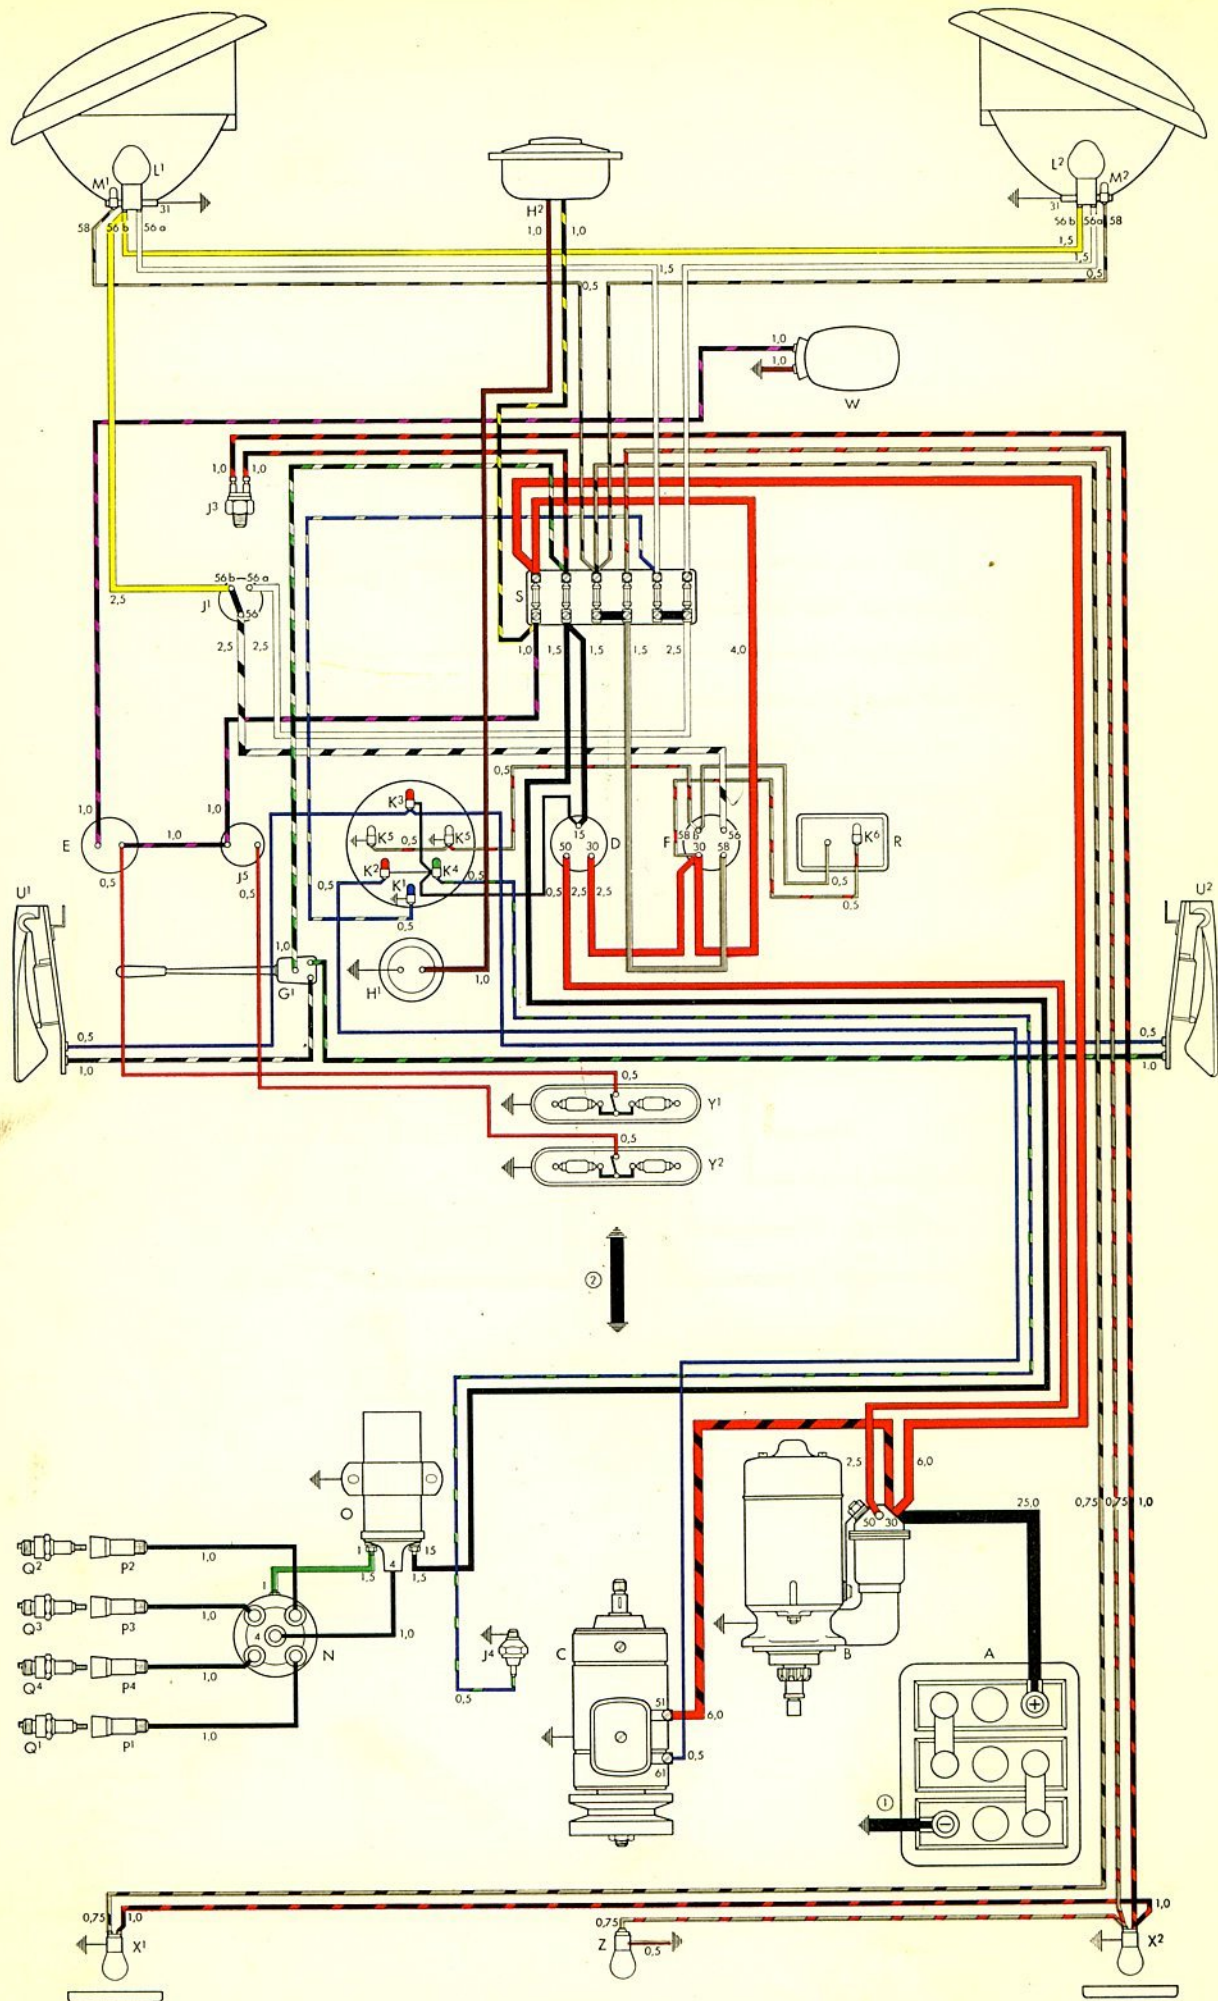 L¹
M¹
31
58
56 b
56 a
H²
1,0
1,0
L²
M²
31
56 b
56a
58
1,5
1,5
1,5
0,5
0,5
1,0
1,0
W
1,0
1,0
J³
56 b
56 a
J¹
56
2,5
2,5
2,5
S
1,0
1,5
1,5
1,5
2,5
4,0
0,5
K³
K⁵
0,5
K⁵
K²
K⁴
K¹
0,5
0,5
0,5
15
50
30
D
0,5
2,5
2,5
58 B
56
F
30
58
K⁶
R
0,5
0,5
1,0
1,0
1,0
E
J⁵
0,5
0,5
U¹
U²
1,0
G¹
H¹
1,0
0,5
1,0
0,5
1,0
0,5
Y¹
0,5
Y²
2
2,5
6,0
50
30
25,0
0,75
0,75
1,0
O
1
15
4
1,5
1,5
Q²
P²
1,0
1
Q³
P³
1,0
4
N
1,0
Q⁴
P⁴
1,0
Q¹
P¹
1,0
J⁴
0,5
C
51
6,0
61
0,5
B
A
+
1
−
0,75
1,0
X¹
0,75
Z
0,5
1,0
X²